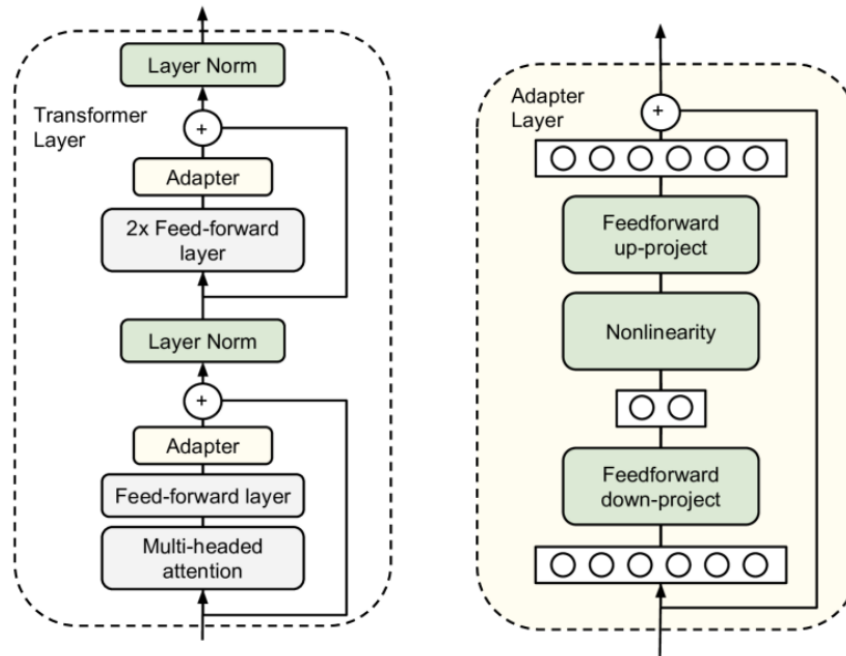 Layer Norm
Transformer
Layer
+
Adapter
2x Feed-forward
layer
Layer Norm
+
Adapter
Feed-forward layer
Multi-headed
attention
Adapter
Layer
+
Feedforward
up-project
Nonlinearity
Feedforward
down-project